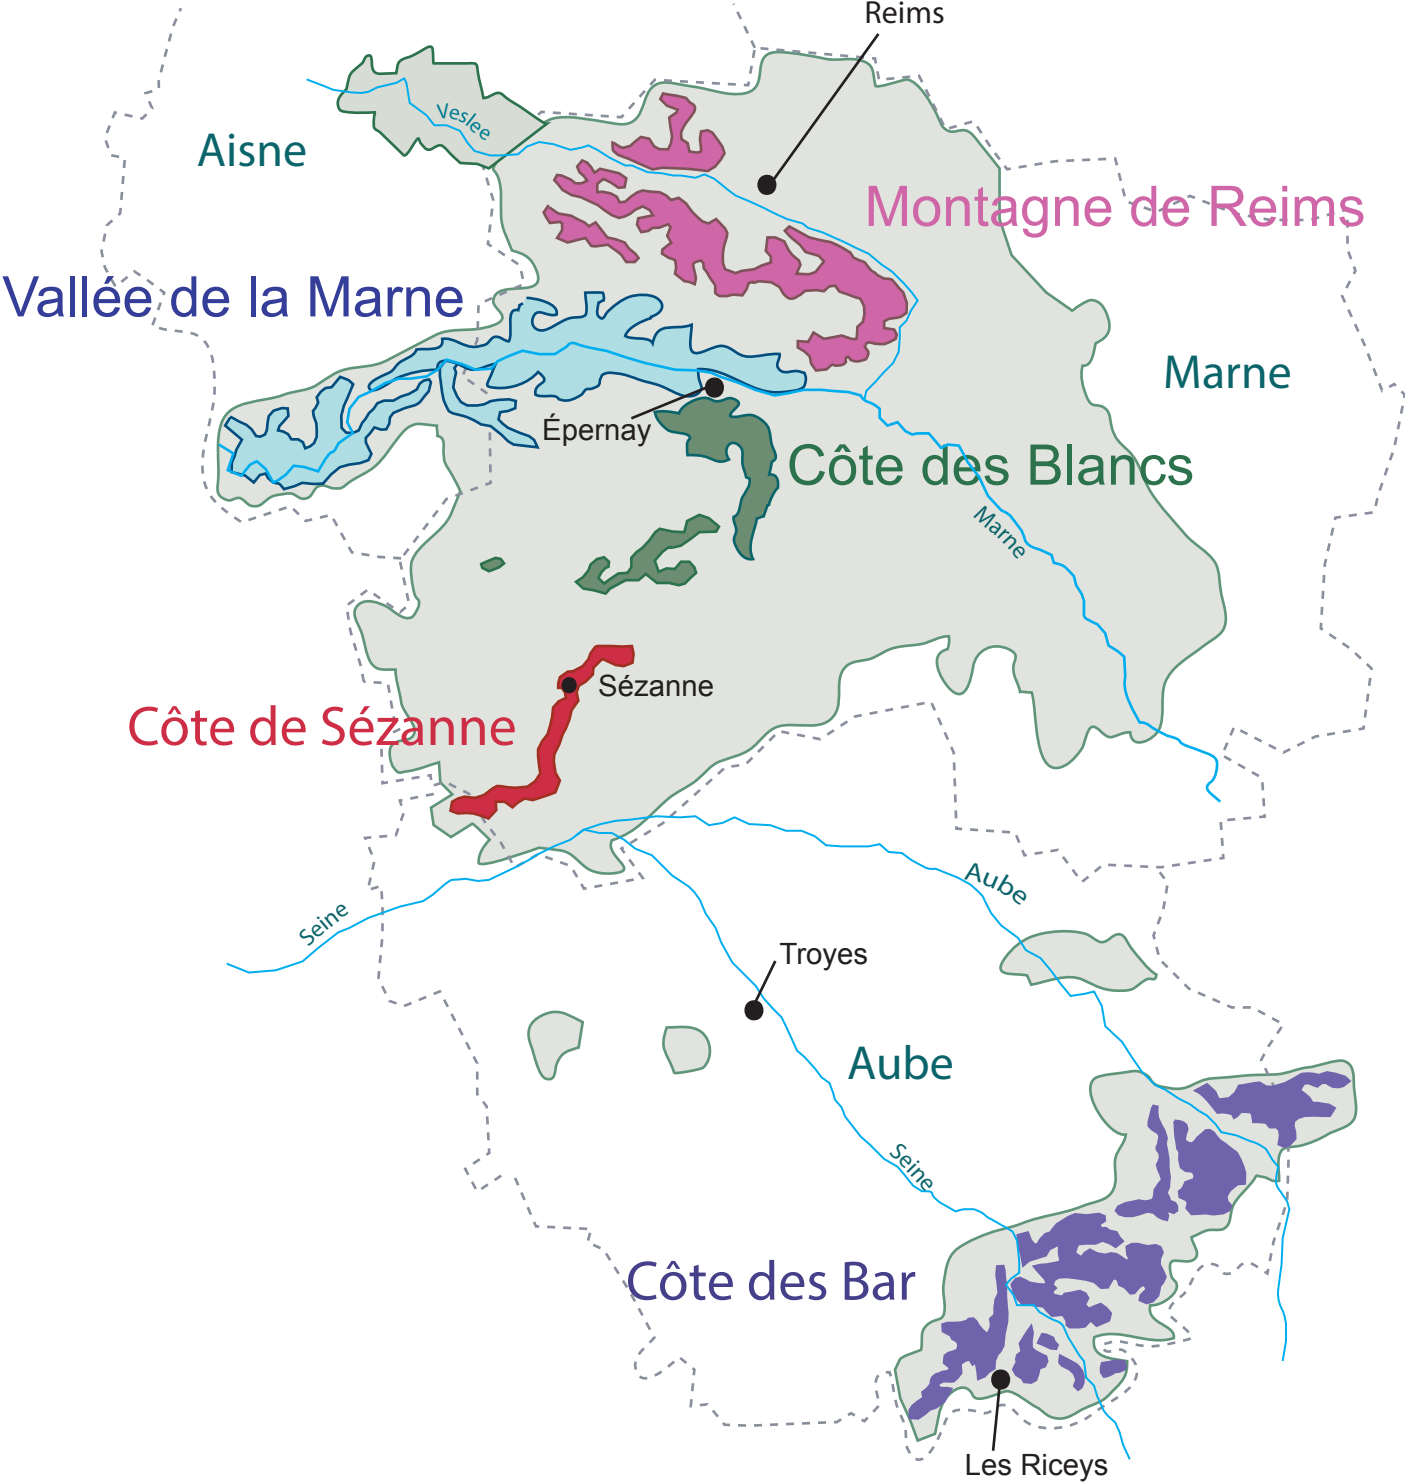 Reims
Veslee
Aisne
Montagne de Reims
Vallée de la Marne
Marne
Épernay
Côte des Blancs
Marne
Sézanne
Côte de Sézanne
Aube
Seine
Troyes
Aube
Seine
Côte des Bar
Les Riceys